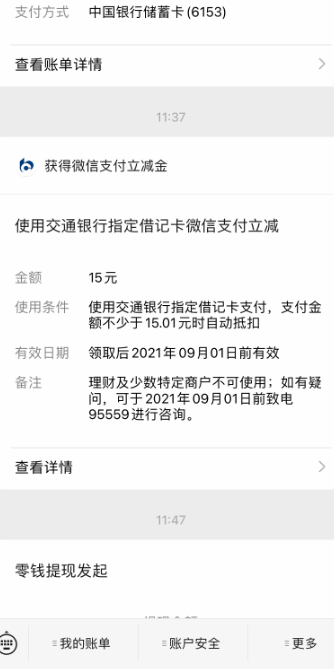 支付方式 中国银行储蓄卡(6153)
查看账单详情
11:37
获得微信支付立减金
使用交通银行指定借记卡微信支付立减
金额 15元
使用条件 使用交通银行指定借记卡支付，支付金
额不少于15.01元时自动抵扣
有效日期 领取后2021年09月01日前有效
备注 理财及少数特定商户不可使用；如有疑
问，可于2021年09月01日前致电
95559进行咨询。
查看详情
11:47
零钱提现发起
我的账单 账户安全 更多